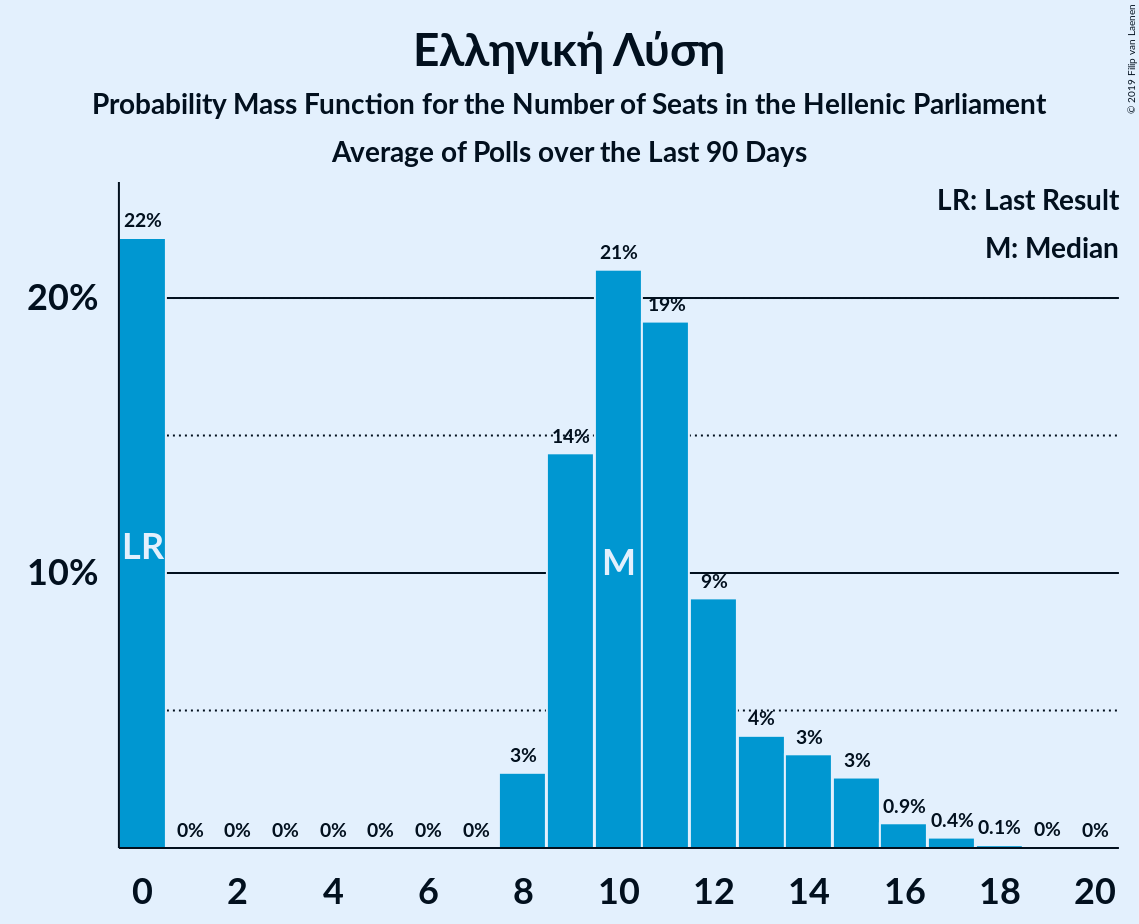 Ελληνική Λύση
Probability Mass Function for the Number of Seats in the Hellenic Parliament
Average of Polls over the Last 90 Days
© 2019 Filip van Laenen
LR: Last Result
M: Median
22%
21%
20%
19%
14%
LR
M
10%
9%
4%
3%
3%
3%
0.9%
0.4%
0.1%
0% 0% 0% 0% 0% 0% 0% 0% 0%
0 2 4 6 8 10 12 14 16 18 20